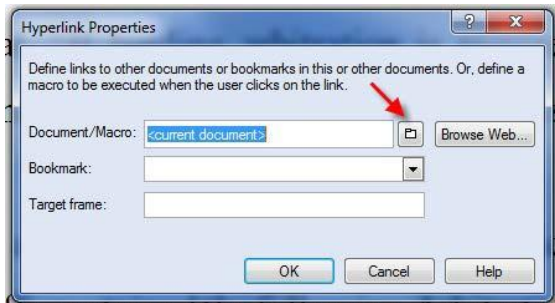 Hyperlink Properties
Define links to other documents or bookmarks in this or other documents. Or, define a
macro to be executed when the user clicks on the link.
Document/Macro: <current document> Browse Web...
Bookmark:
Target frame:
OK Cancel Help